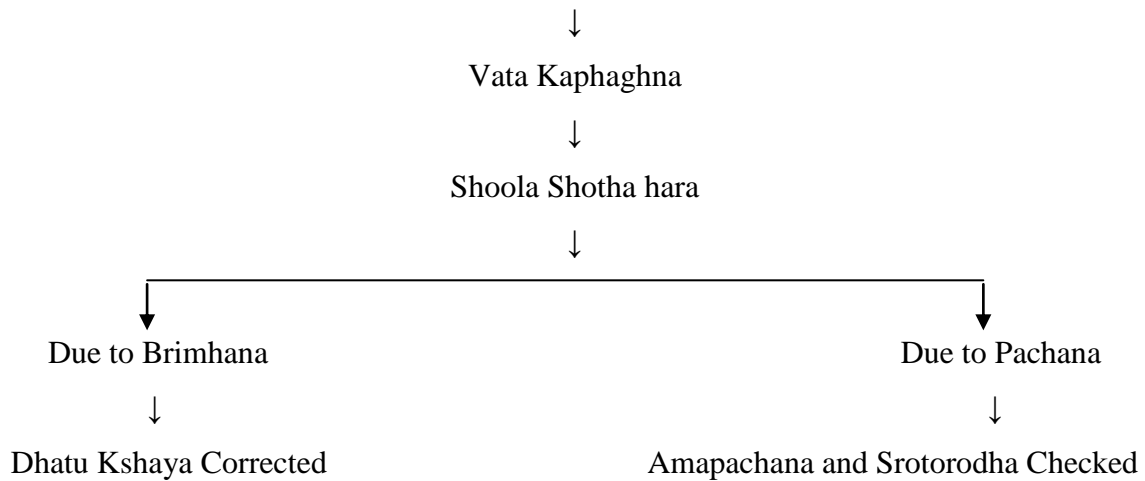 ↓
Vata Kaphaghna
↓
Shoola Shotha hara
↓
Due to Brimhana Due to Pachana
↓ ↓
Dhatu Kshaya Corrected Amapachana and Srotorodha Checked